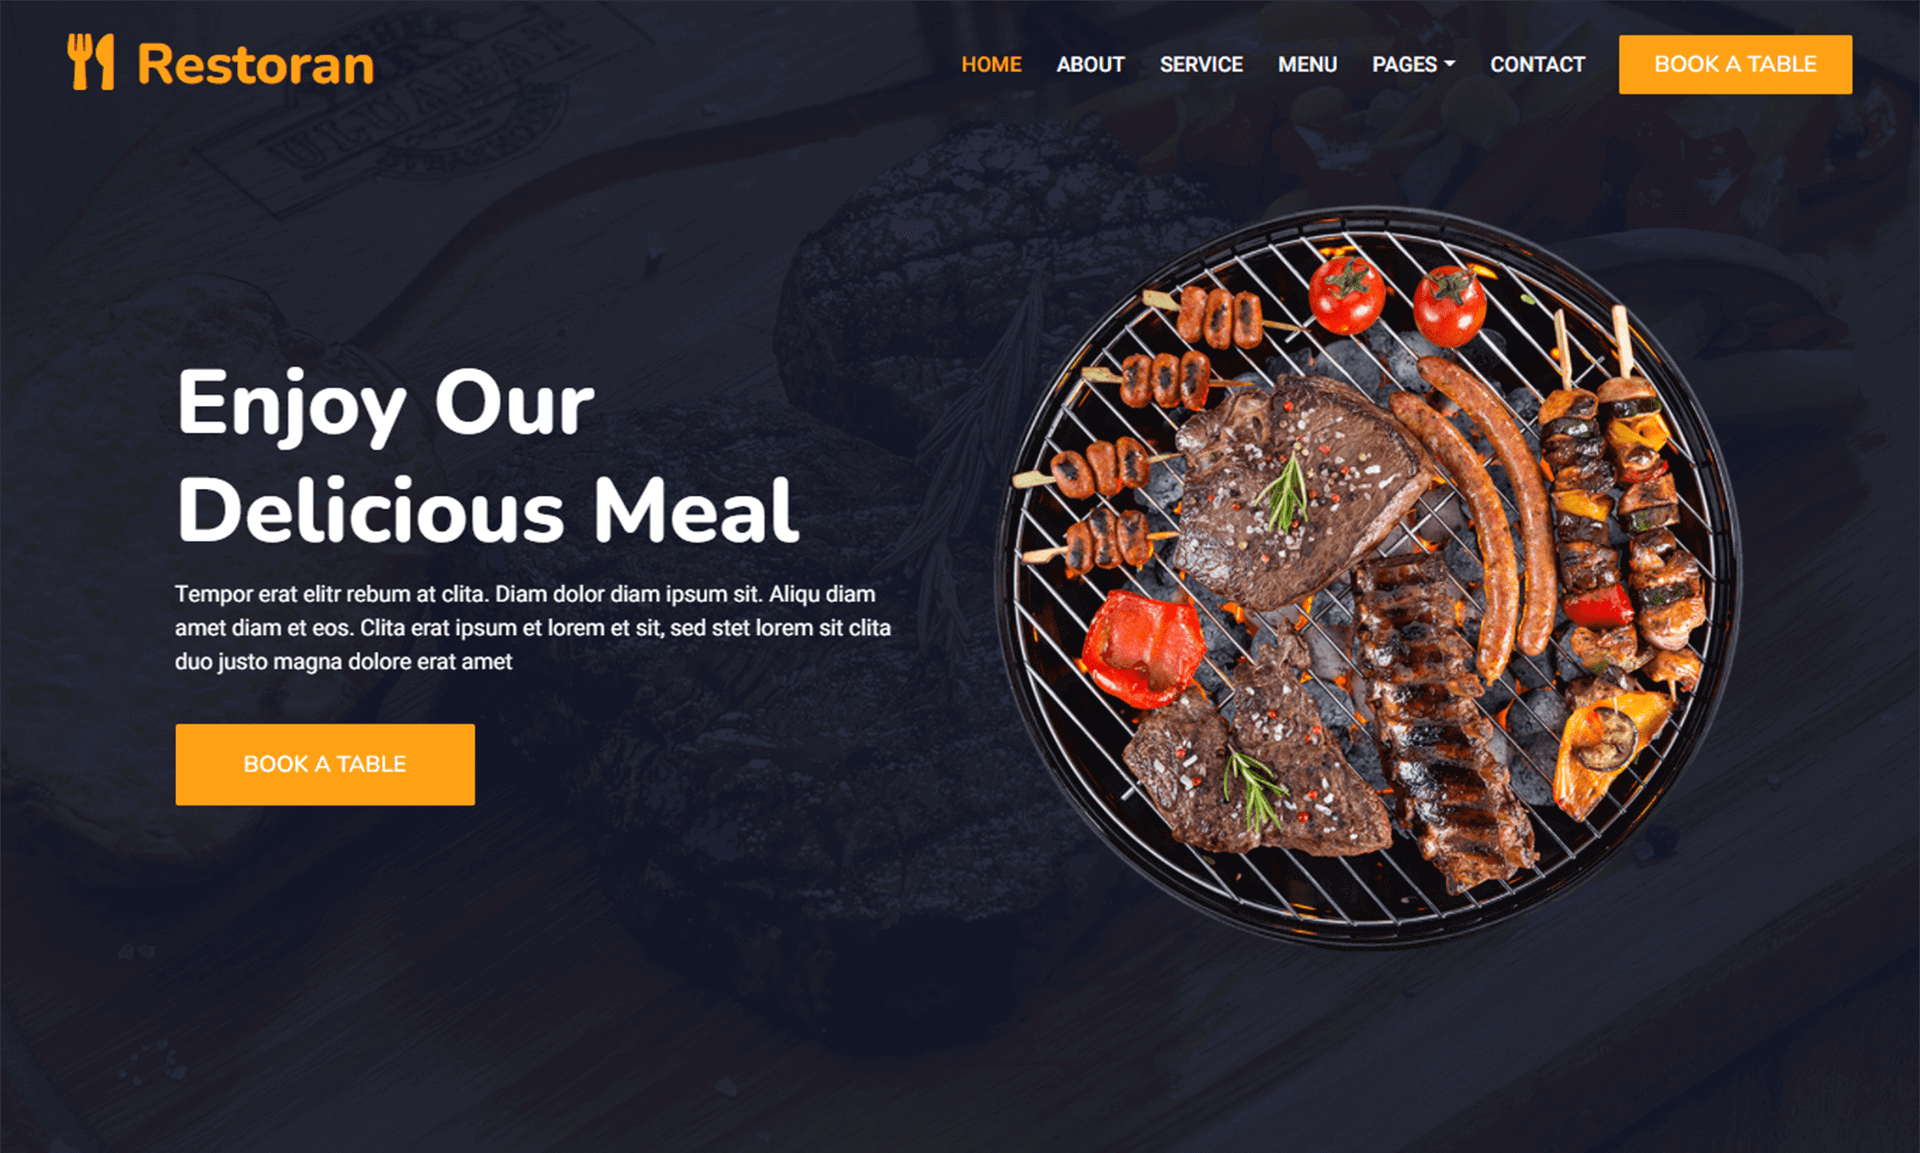 Restoran
HOME ABOUT SERVICE MENU PAGES CONTACT BOOK A TABLE
ULUABAT
Enjoy Our
Delicious Meal
Tempor erat elitr rebum at clita. Diam dolor diam ipsum sit. Aliqu diam
amet diam et eos. Clita erat ipsum et lorem et sit, sed stet lorem sit clita
duo justo magna dolore erat amet
BOOK A TABLE